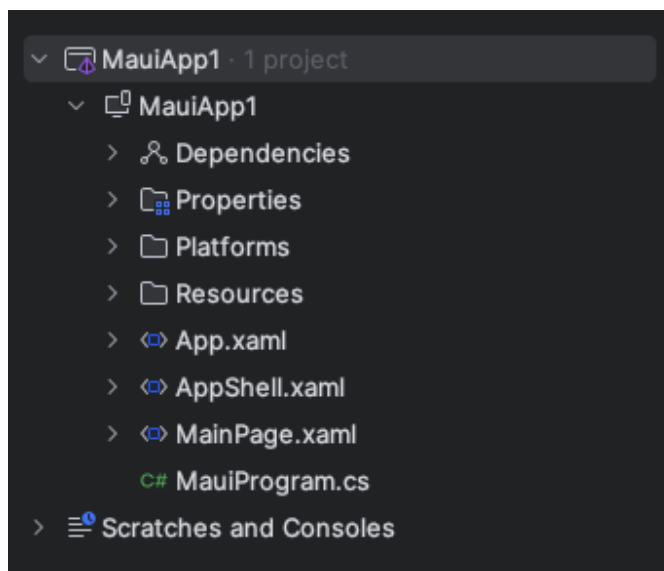 MauiApp1 · 1 project
MauiApp1
Dependencies
Properties
Platforms
Resources
App.xaml
AppShell.xaml
MainPage.xaml
C# MauiProgram.cs
Scratches and Consoles